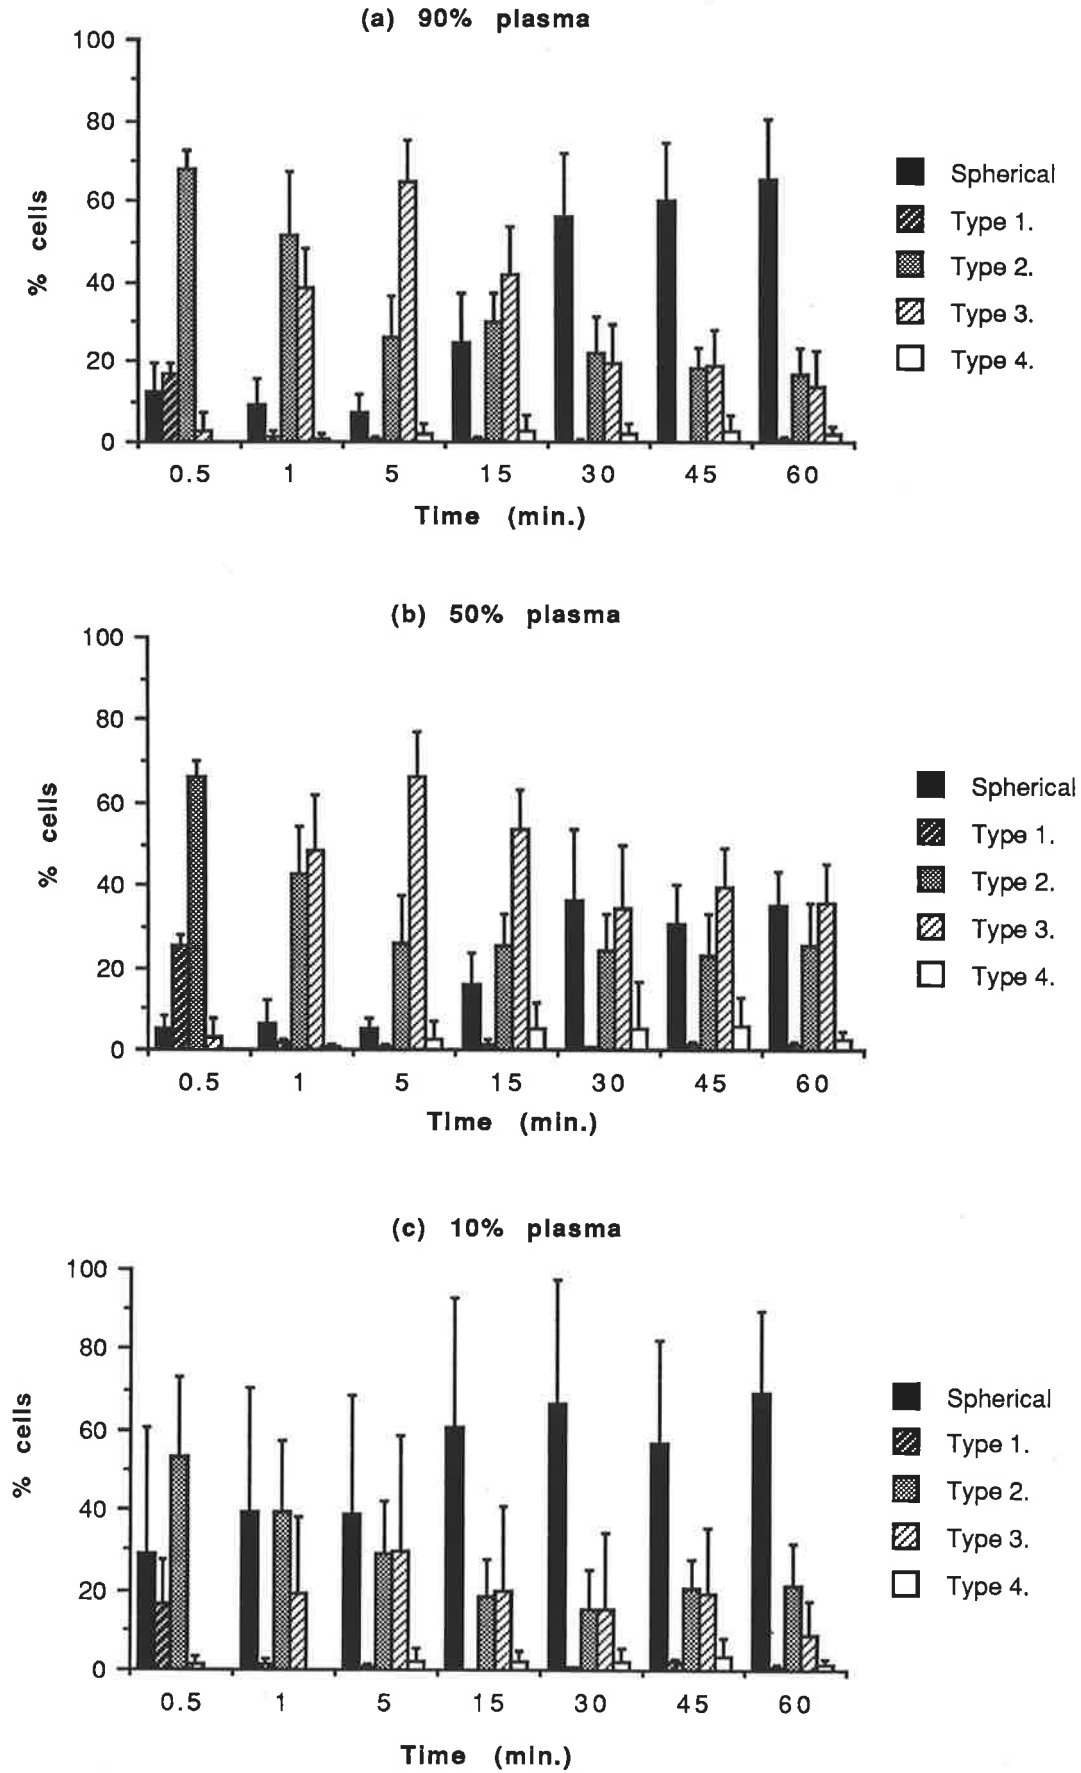 (a) 90% plasma
100
80
60
40
20
0
% cells
0.5 1 5 15 30 45 60
Time (min.)
Spherical
Type 1.
Type 2.
Type 3.
Type 4.
(b) 50% plasma
100
80
60
40
20
0
% cells
0.5 1 5 15 30 45 60
Time (min.)
Spherical
Type 1.
Type 2.
Type 3.
Type 4.
(c) 10% plasma
100
80
60
40
20
0
% cells
0.5 1 5 15 30 45 60
Time (min.)
Spherical
Type 1.
Type 2.
Type 3.
Type 4.